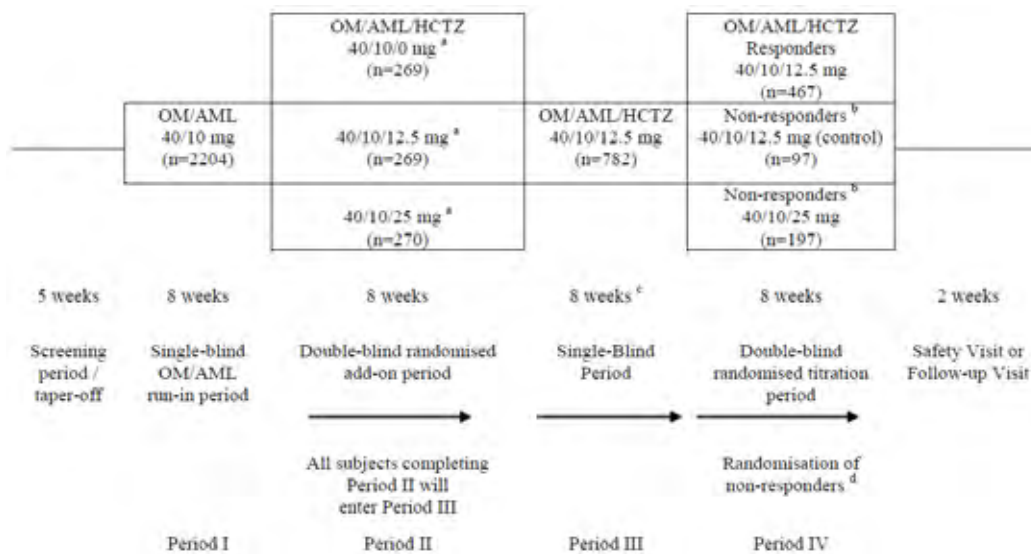 OM/AML
40/10 mg
(n=2204)
OM/AML/HCTZ
40/10/0 mg a
(n=269)
40/10/12.5 mg a
(n=269)
40/10/25 mg a
(n=270)
OM/AML/HCTZ
40/10/12.5 mg
(n=782)
OM/AML/HCTZ
Responders
40/10/12.5 mg
(n=467)
Non-responders b
40/10/12.5 mg (control)
(n=97)
Non-responders b
40/10/25 mg
(n=197)
5 weeks
8 weeks
8 weeks
8 weeks c
8 weeks
2 weeks
Screening
period /
taper-off
Single-blind
OM/AML
run-in period
Double-blind randomised
add-on period
Single-Blind
Period
Double-blind
randomised titration
period
Safety Visit or
Follow-up Visit
All subjects completing
Period II will
enter Period III
Randomisation of
non-responders d
Period I
Period II
Period III
Period IV